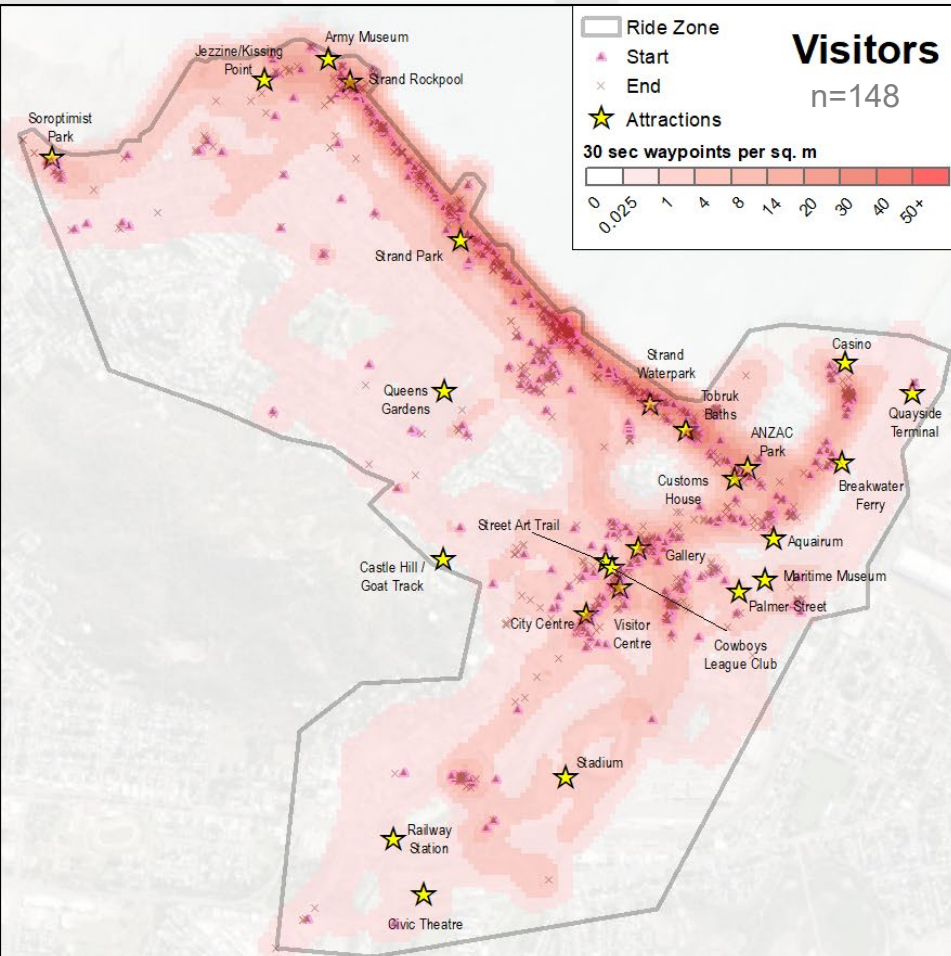 Visitors
n=148
Ride Zone
Start
End
Attractions
30 sec waypoints per sq. m
0
0.025
1
4
8
14
20
30
40
50+
Army Museum
Jezzine/Kissing
Point
Strand Rockpool
Soroptimist
Park
Strand Park
Casino
Strand
Waterpark
Queens
Gardens
Tobruk
Baths
Quayside
Terminal
ANZAC
Park
Customs
House
Breakwater
Ferry
Street Art Trail
Gallery
Aquairum
Castle Hill /
Goat Track
Maritime Museum
Palmer Street
City Centre
Visitor
Centre
Cowboys
League Club
Stadium
Railway
Station
Civic Theatre